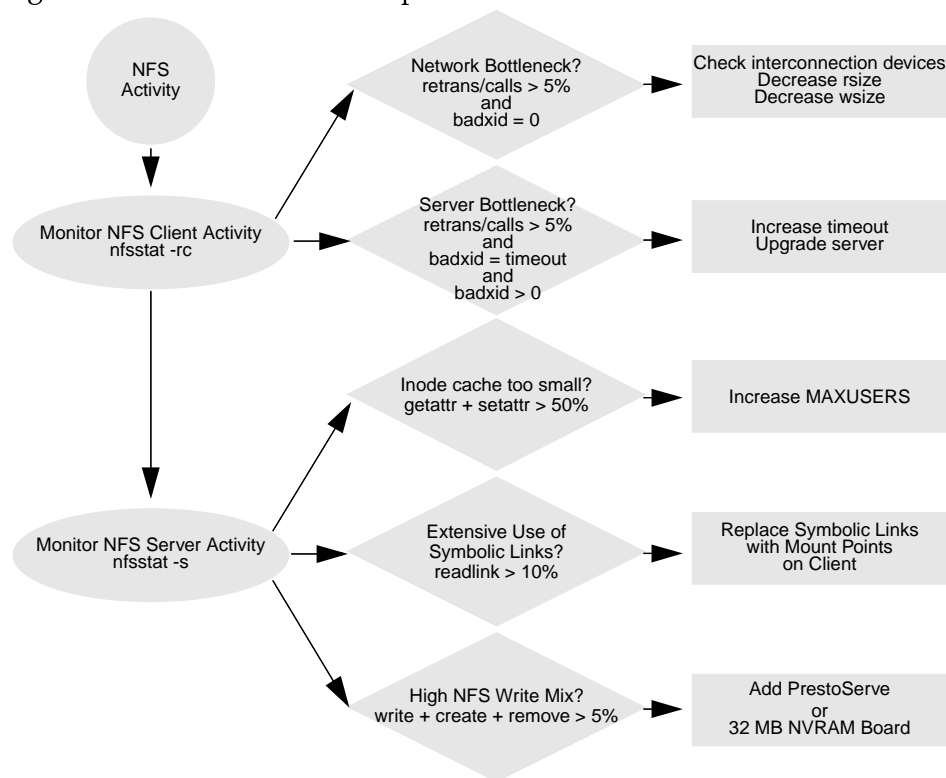 NFS
Activity
Network Bottleneck?
retrans/calls > 5%
and
badxid = 0
Check interconnection devices
Decrease rsize
Decrease wsize
Monitor NFS Client Activity
nfsstat -rc
Server Bottleneck?
retrans/calls > 5%
and
badxid = timeout
and
badxid > 0
Increase timeout
Upgrade server
Inode cache too small?
getattr + setattr > 50%
Increase MAXUSERS
Monitor NFS Server Activity
nfsstat -s
Extensive Use of
Symbolic Links?
readlink > 10%
Replace Symbolic Links
with Mount Points
on Client
High NFS Write Mix?
write + create + remove > 5%
Add PrestoServe
or
32 MB NVRAM Board